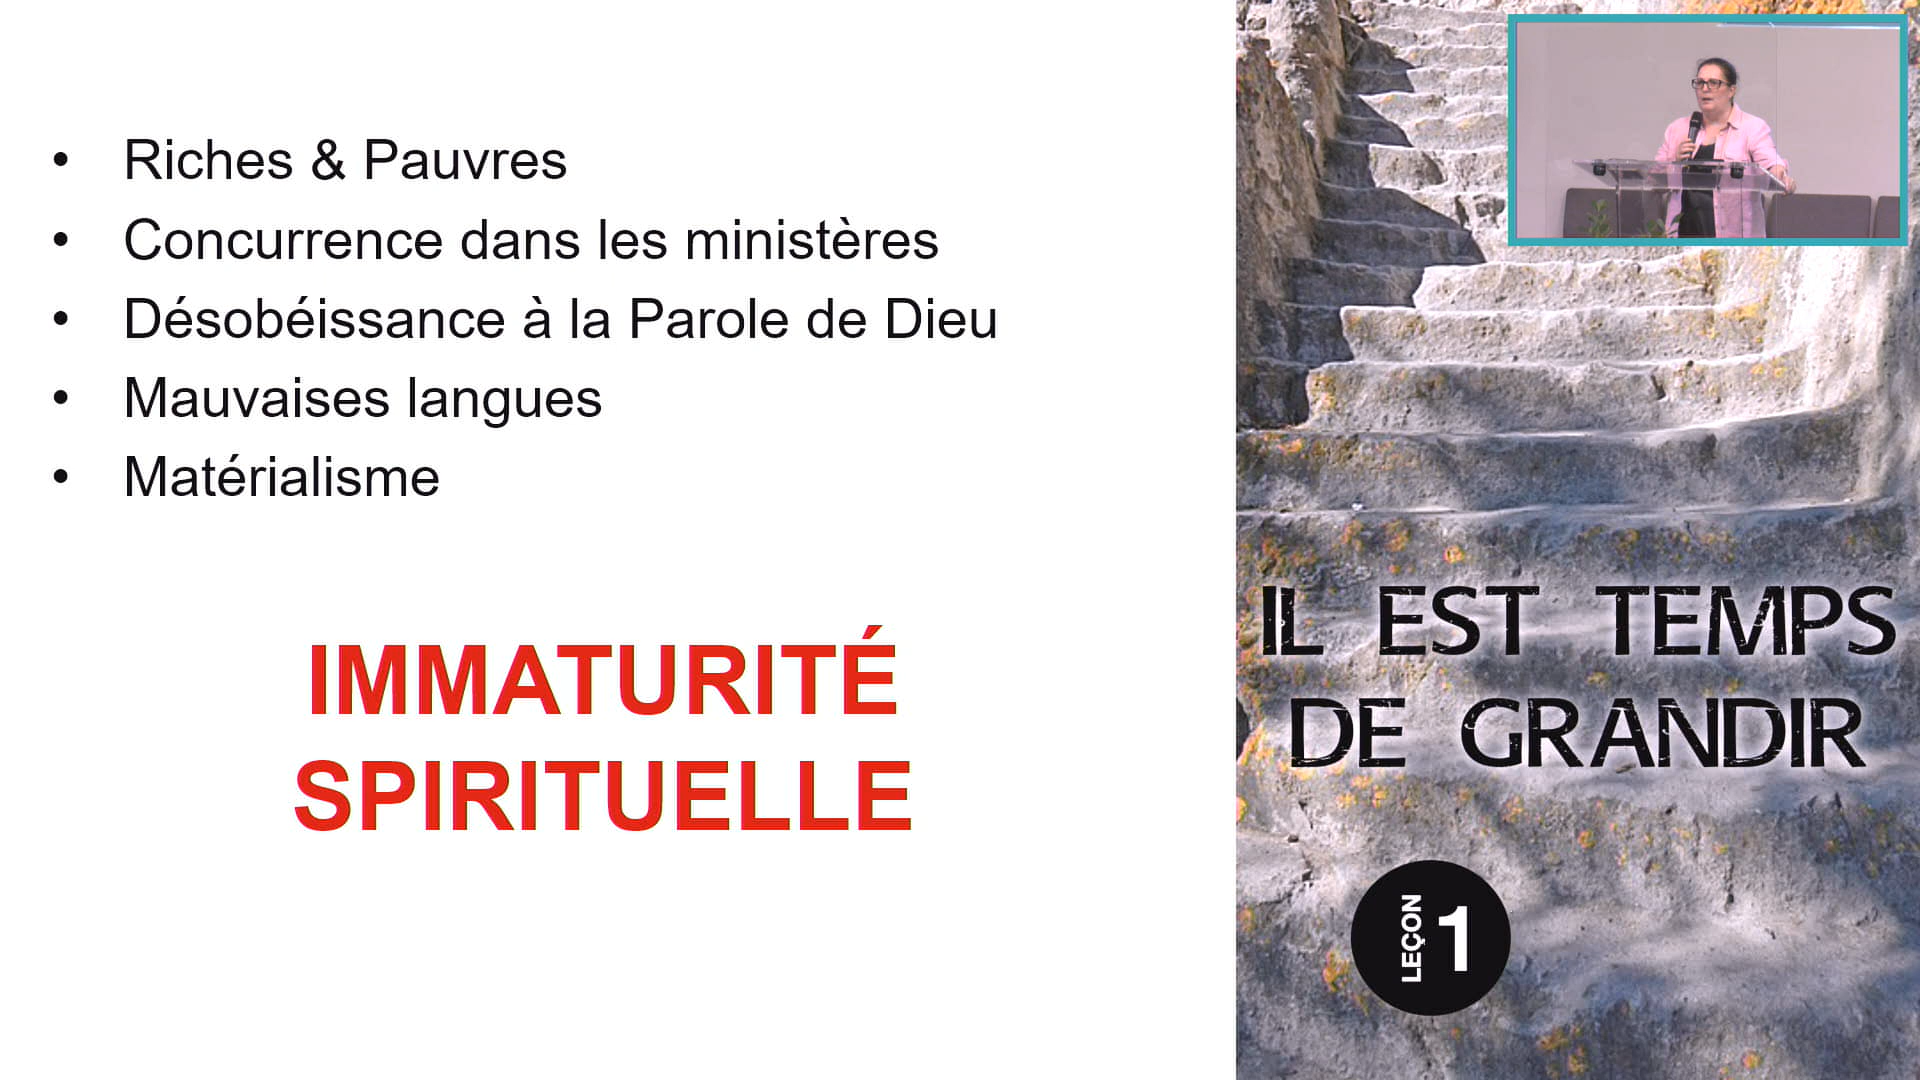 • Riches & Pauvres
• Concurrence dans les ministères
• Désobéissance à la Parole de Dieu
• Mauvaises langues
• Matérialisme
IMMATURITÉ
SPIRITUELLE
IL EST TEMPS
DE GRANDIR
LEÇON 1